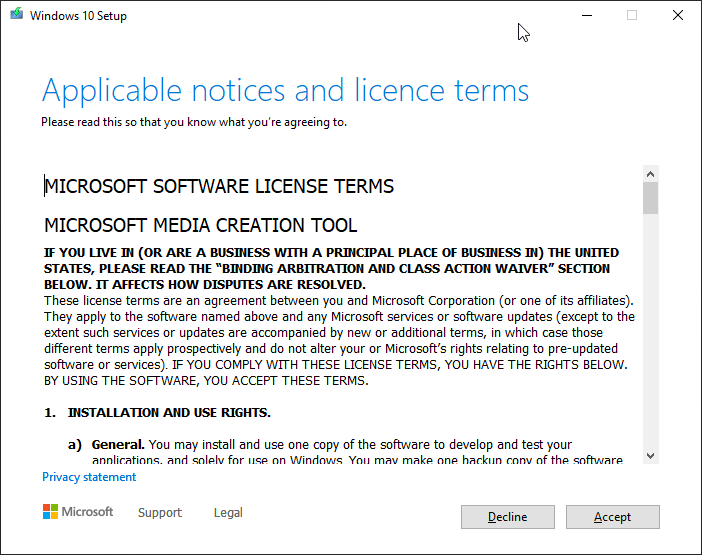 Windows 10 Setup
Applicable notices and licence terms
Please read this so that you know what you're agreeing to.
MICROSOFT SOFTWARE LICENSE TERMS
MICROSOFT MEDIA CREATION TOOL
IF YOU LIVE IN (OR ARE A BUSINESS WITH A PRINCIPAL PLACE OF BUSINESS IN) THE UNITED
STATES, PLEASE READ THE “BINDING ARBITRATION AND CLASS ACTION WAIVER” SECTION
BELOW. IT AFFECTS HOW DISPUTES ARE RESOLVED.
These license terms are an agreement between you and Microsoft Corporation (or one of its affiliates).
They apply to the software named above and any Microsoft services or software updates (except to the
extent such services or updates are accompanied by new or additional terms, in which case those
different terms apply prospectively and do not alter your or Microsoft’s rights relating to pre-updated
software or services). IF YOU COMPLY WITH THESE LICENSE TERMS, YOU HAVE THE RIGHTS BELOW.
BY USING THE SOFTWARE, YOU ACCEPT THESE TERMS.
1. INSTALLATION AND USE RIGHTS.
a) General. You may install and use one copy of the software to develop and test your
applications, and solely for use on Windows. You may make one backup copy of the software
Privacy statement
Microsoft Support Legal
Decline Accept